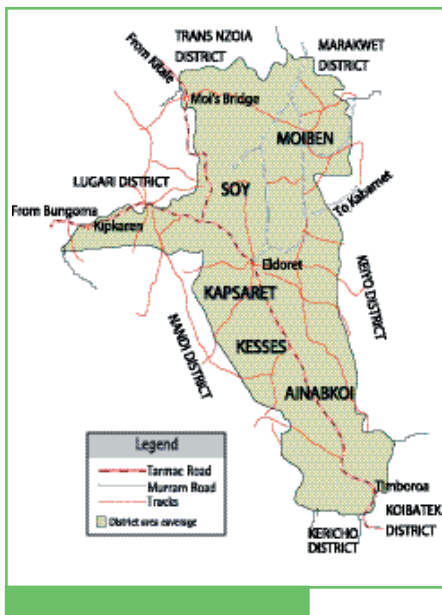 TRANS NZOIA
DISTRICT
MARAKWET
DISTRICT
From Kitale
Moi's Bridge
MOIBEN
LUGARI DISTRICT
SOY
To Kabarnet
From Bungoma
Kipkaren
Eldoret
KEIYO DISTRICT
KAPSARET
NANDI DISTRICT
KESSES
AINABKOI
Legend
Tarmac Road
Murram Road
Tracks
District area coverage
Timboroa
KOIBATEK
DISTRICT
KERICHO
DISTRICT